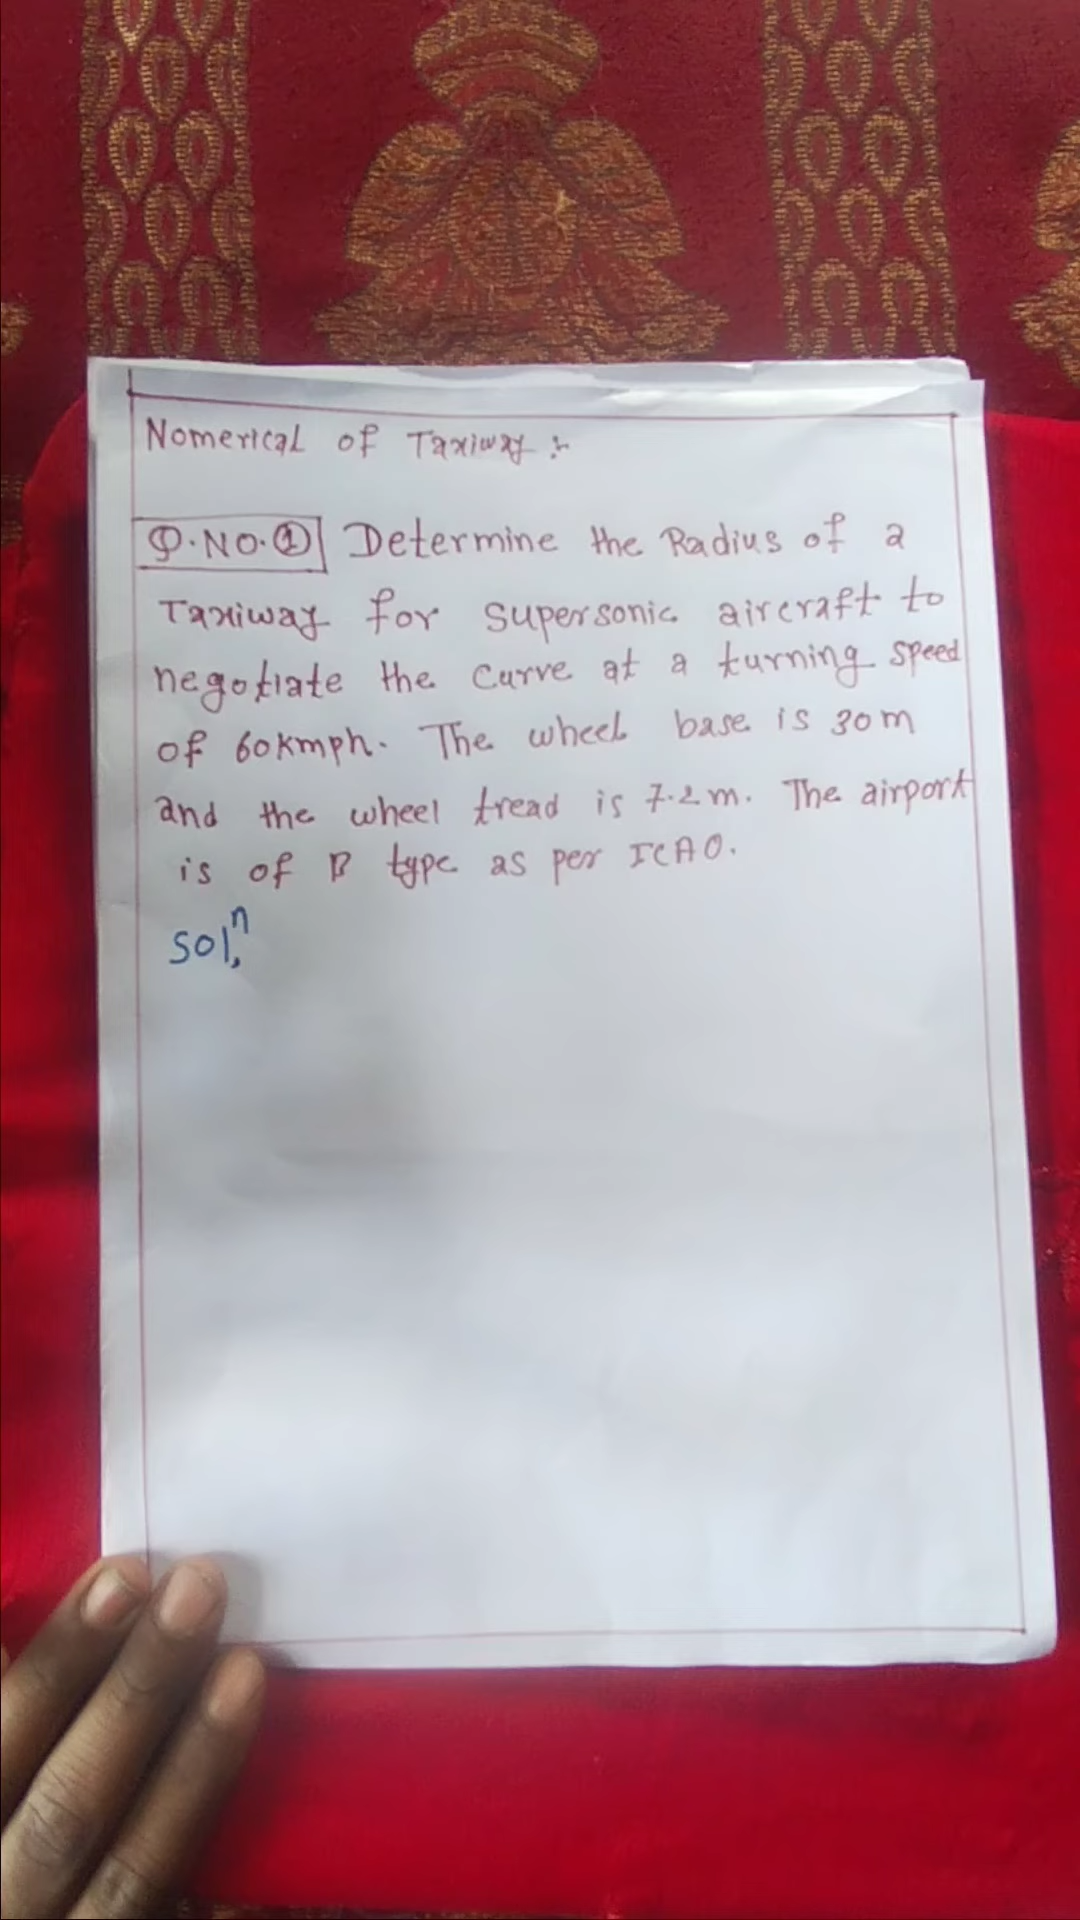 Nomerical of Taxiway :-
Q.NO.① Determine the Radius of a
Taxiway for supersonic aircraft to
negotiate the curve at a turning speed
of 60kmph. The wheel base is 30m
and the wheel tread is 7.2m. The airport
is of B type as per ICAO.
Solⁿ,